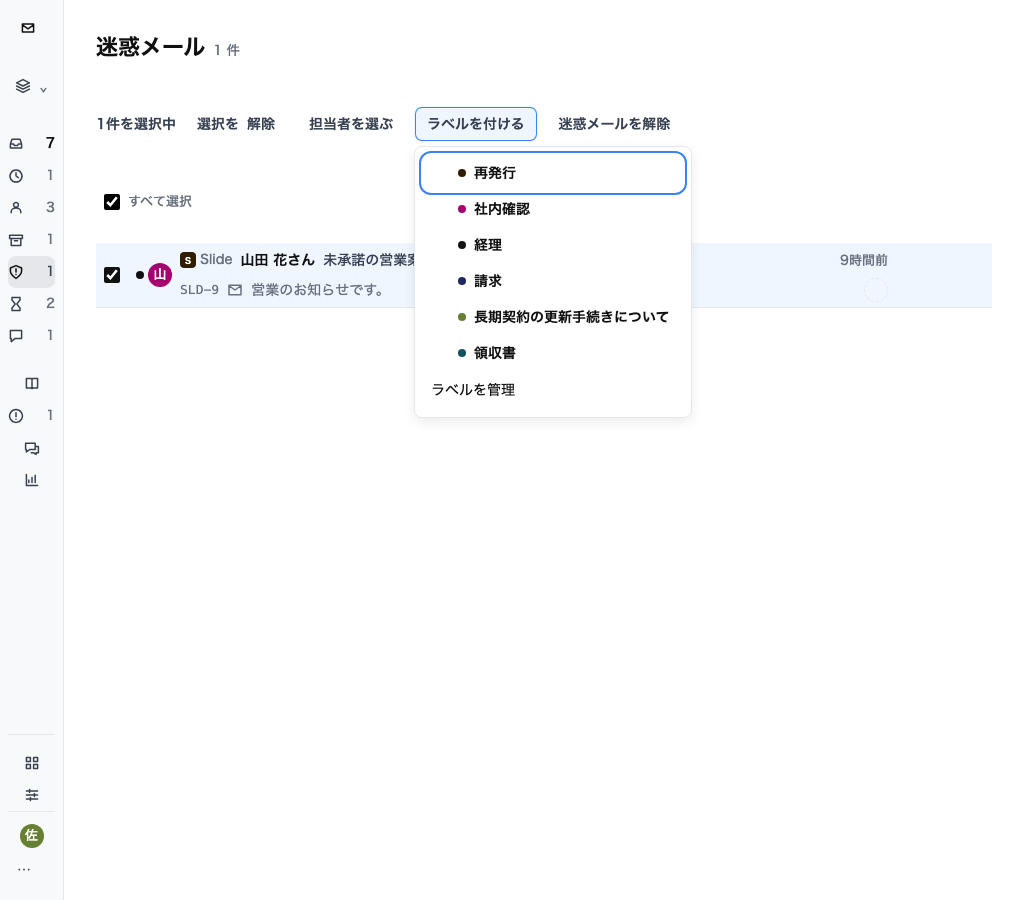 迷惑メール 1 件
1件を選択中 選択を 解除 担当者を選ぶ ラベルを付ける 迷惑メールを解除
再発行
社内確認
経理
請求
長期契約の更新手続きについて
領収書
ラベルを管理
すべて選択
山 S Slide 山田 花さん 未承諾の営業案 9時間前
SLD-9 営業のお知らせです。
7
1
3
1
1
2
1
1
佐
…